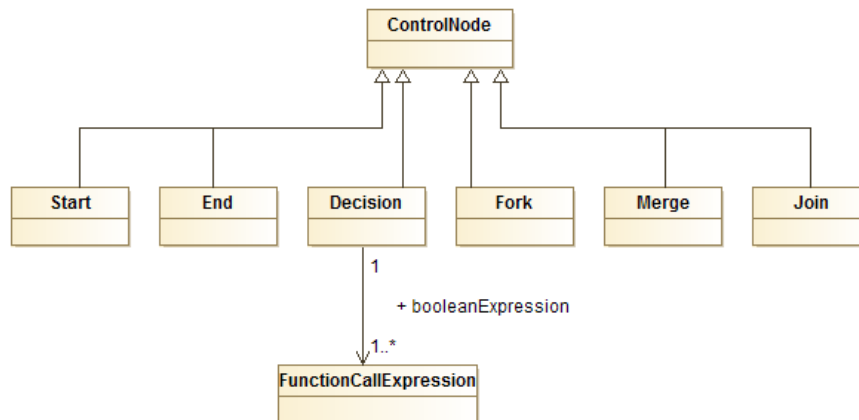 ControlNode
Start End Decision Fork Merge Join
1
+ booleanExpression
1..*
FunctionCallExpression